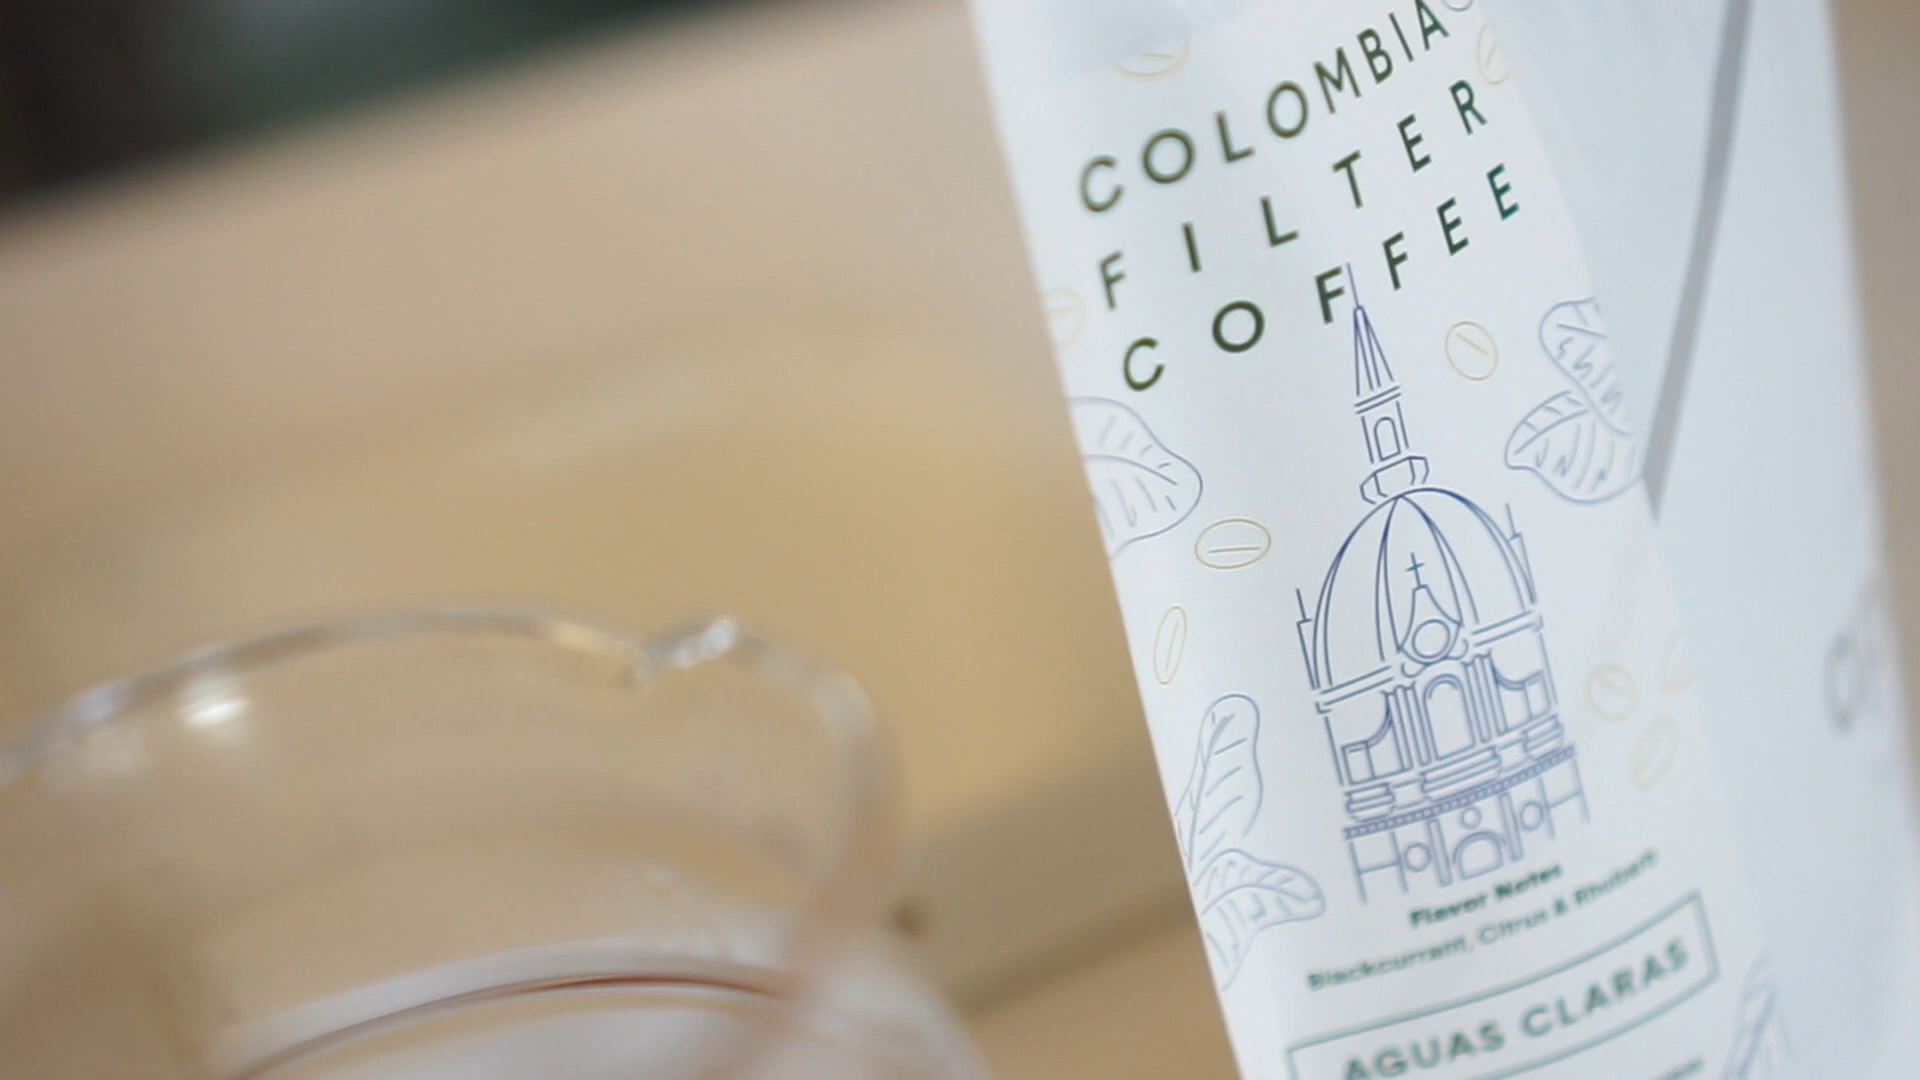 COLOMBIA
FILTER
COFFEE
Flavor Notes
Blackcurrant, Citrus & Rhubarb
AGUAS CLARAS